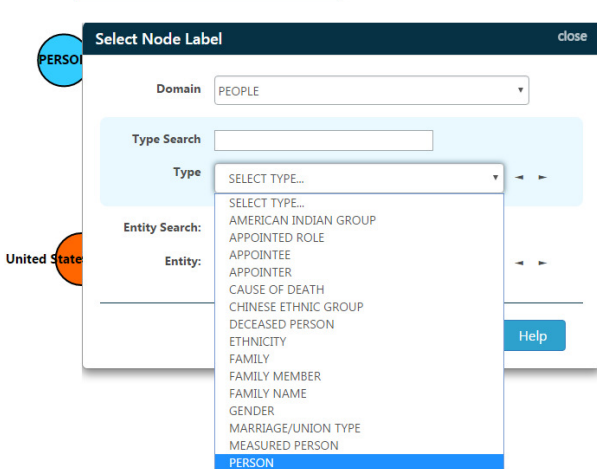 Select Node Label close
PERSO
Domain PEOPLE
Type Search
Type SELECT TYPE...
SELECT TYPE...
AMERICAN INDIAN GROUP
Entity Search:
APPOINTED ROLE
APPOINTEE
United State
Entity:
APPOINTER
CAUSE OF DEATH
CHINESE ETHNIC GROUP
DECEASED PERSON
Help
ETHNICITY
FAMILY
FAMILY MEMBER
FAMILY NAME
GENDER
MARRIAGE/UNION TYPE
MEASURED PERSON
PERSON